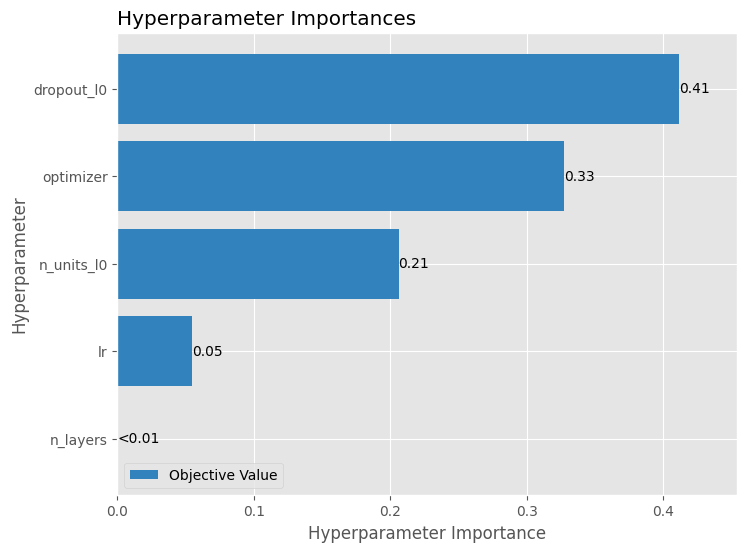 Hyperparameter Importances
Hyperparameter
dropout_l0
0.41
optimizer
0.33
n_units_l0
0.21
lr
0.05
n_layers
<0.01
Objective Value
0.0 0.1 0.2 0.3 0.4
Hyperparameter Importance